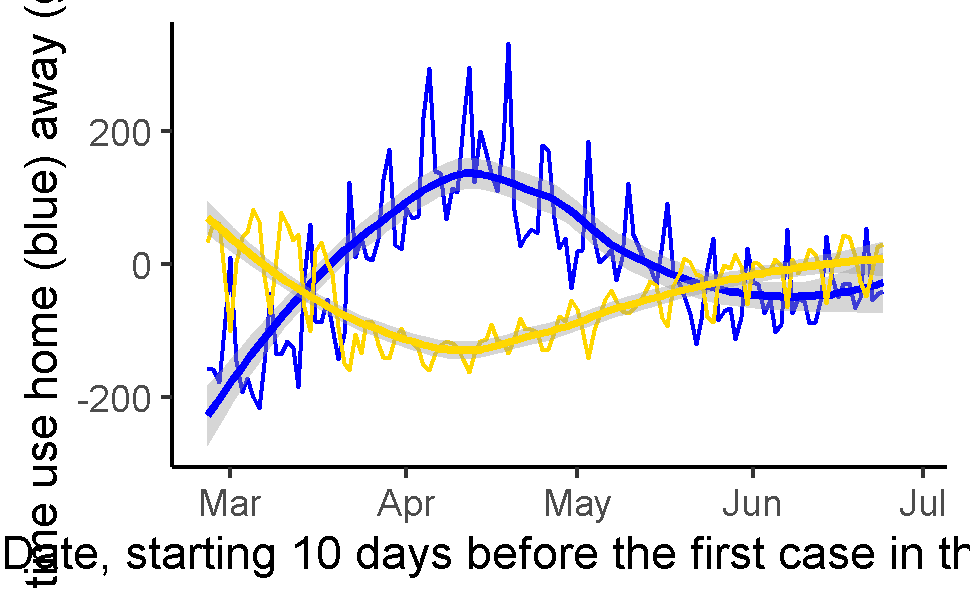 time use home (blue) away (
200
0
-200
Mar Apr May Jun Jul
Date, starting 10 days before the first case in th